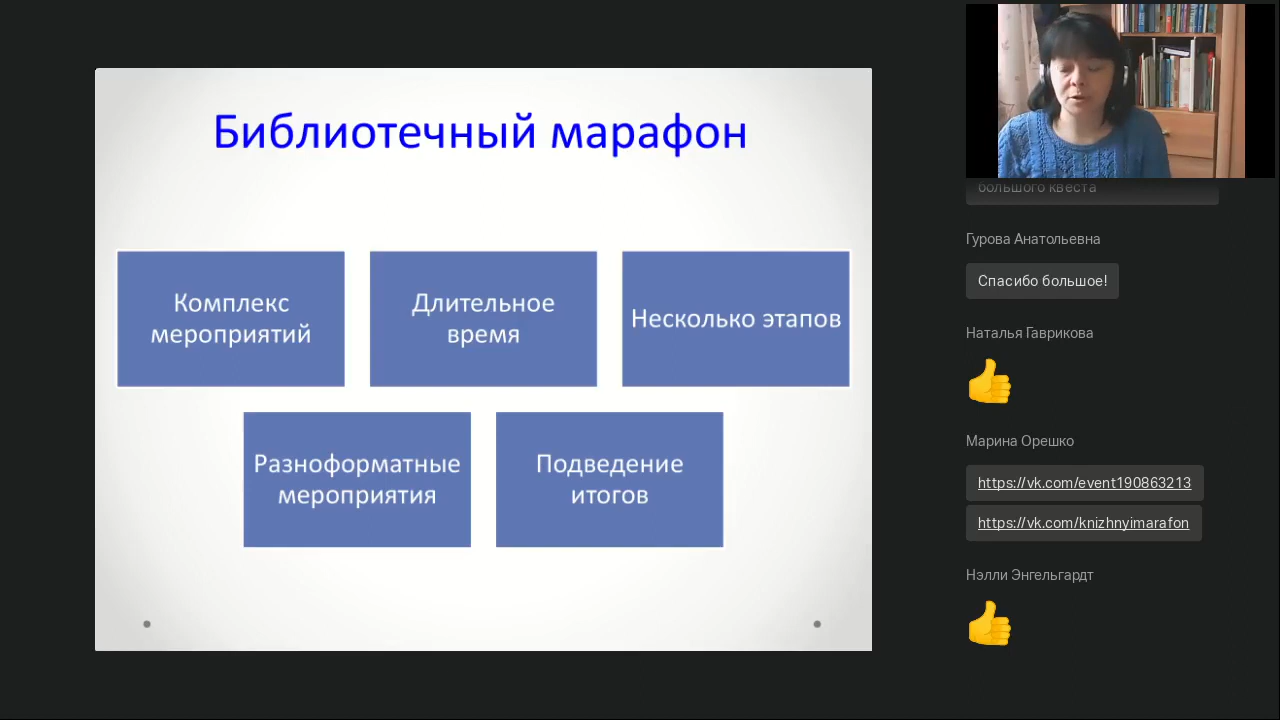 Библиотечный марафон
Комплекс
мероприятий
Длительное
время
Несколько этапов
Разноформатные
мероприятия
Подведение
итогов
большого квеста
Гурова Анатольевна
Спасибо большое!
Наталья Гаврикова
Марина Орешко
https://vk.com/event190863213
https://vk.com/knizhnyimarafon
Нэлли Энгельгардт